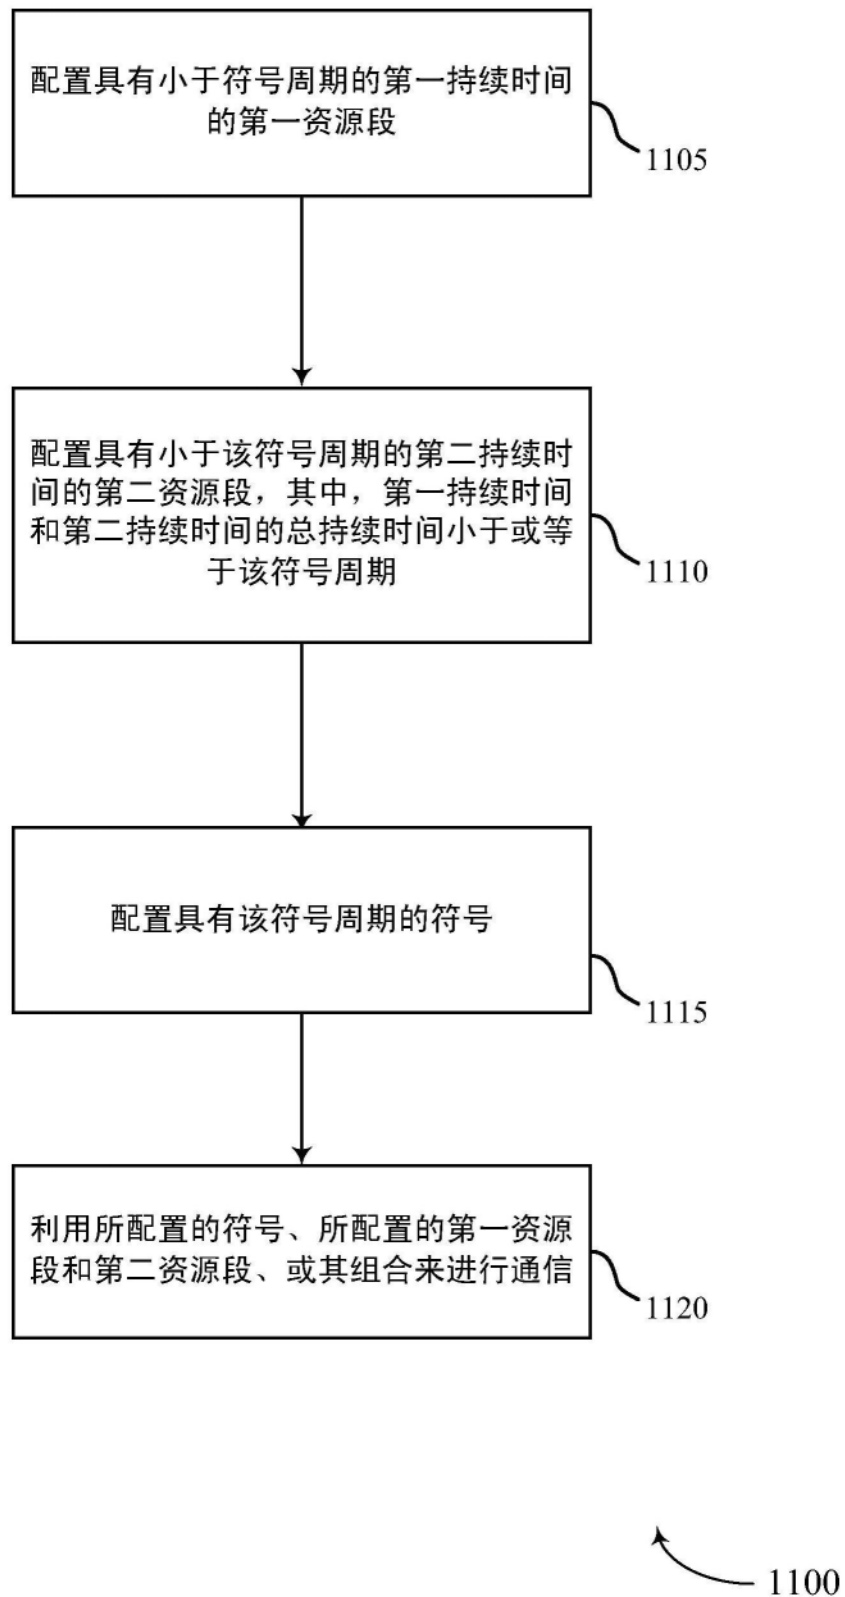 配置具有小于符号周期的第一持续时间
的第一资源段
1105
配置具有小于该符号周期的第二持续时
间的第二资源段，其中，第一持续时间
和第二持续时间的总持续时间小于或等
于该符号周期
1110
配置具有该符号周期的符号
1115
利用所配置的符号、所配置的第一资源
段和第二资源段、或其组合来进行通信
1120
1100